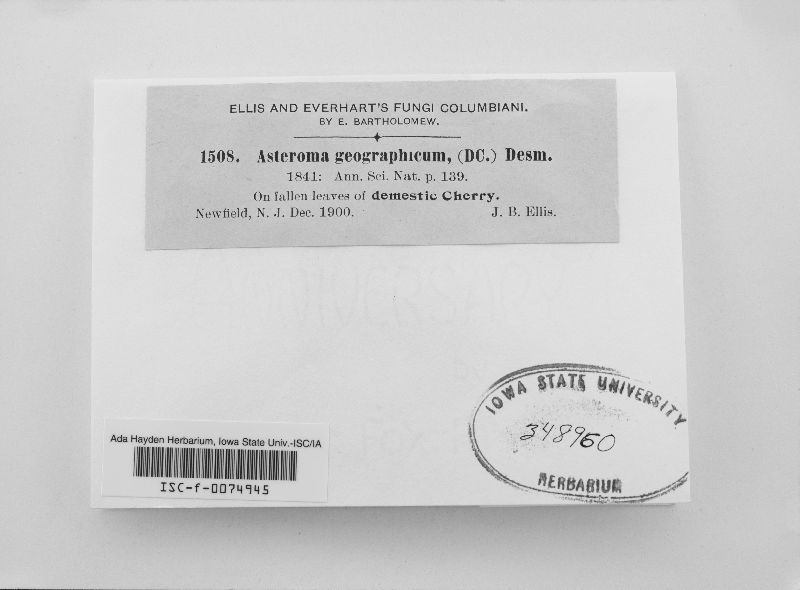 ELLIS AND EVERHART'S FUNGI COLUMBIANI.
BY E. BARTHOLOMEW.
1508. Asteroma geographicum, (DC.) Desm.
1841: Ann. Sci. Nat. p. 139.
On fallen leaves of demestic Cherry.
Newfield, N. J. Dec. 1900. J. B. Ellis.
IOWA STATE UNIVERSITY
348960
HERBARIUM
Ada Hayden Herbarium, Iowa State Univ.-ISC/IA
ISC-f-0074945